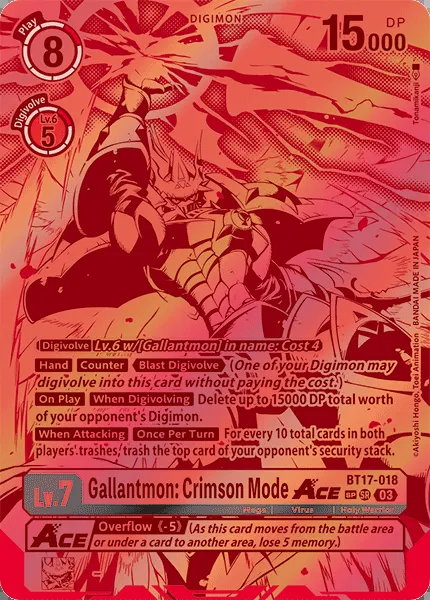 DIGIMON
Play
8
DP
15000
Digivolve
Lv.6
5
Tonamikanji
©Akiyoshi Hongo, Toei Animation BANDAI MADE IN JAPAN
Digivolve Lv.6 w/[Gallantmon] in name: Cost 4
Hand Counter Blast Digivolve (One of your Digimon may
digivolve into this card without paying the cost.)
On Play When Digivolving Delete up to 15000 DP total worth
of your opponent's Digimon.
When Attacking Once Per Turn For every 10 total cards in both
players' trashes, trash the top card of your opponent's security stack.
Lv.7 Gallantmon: Crimson Mode ACE BT17-018
SR 03
Mega Virus Holy Warrior
ACE Overflow ⟨-5⟩ (As this card moves from the battle area
or under a card to another area, lose 5 memory.)